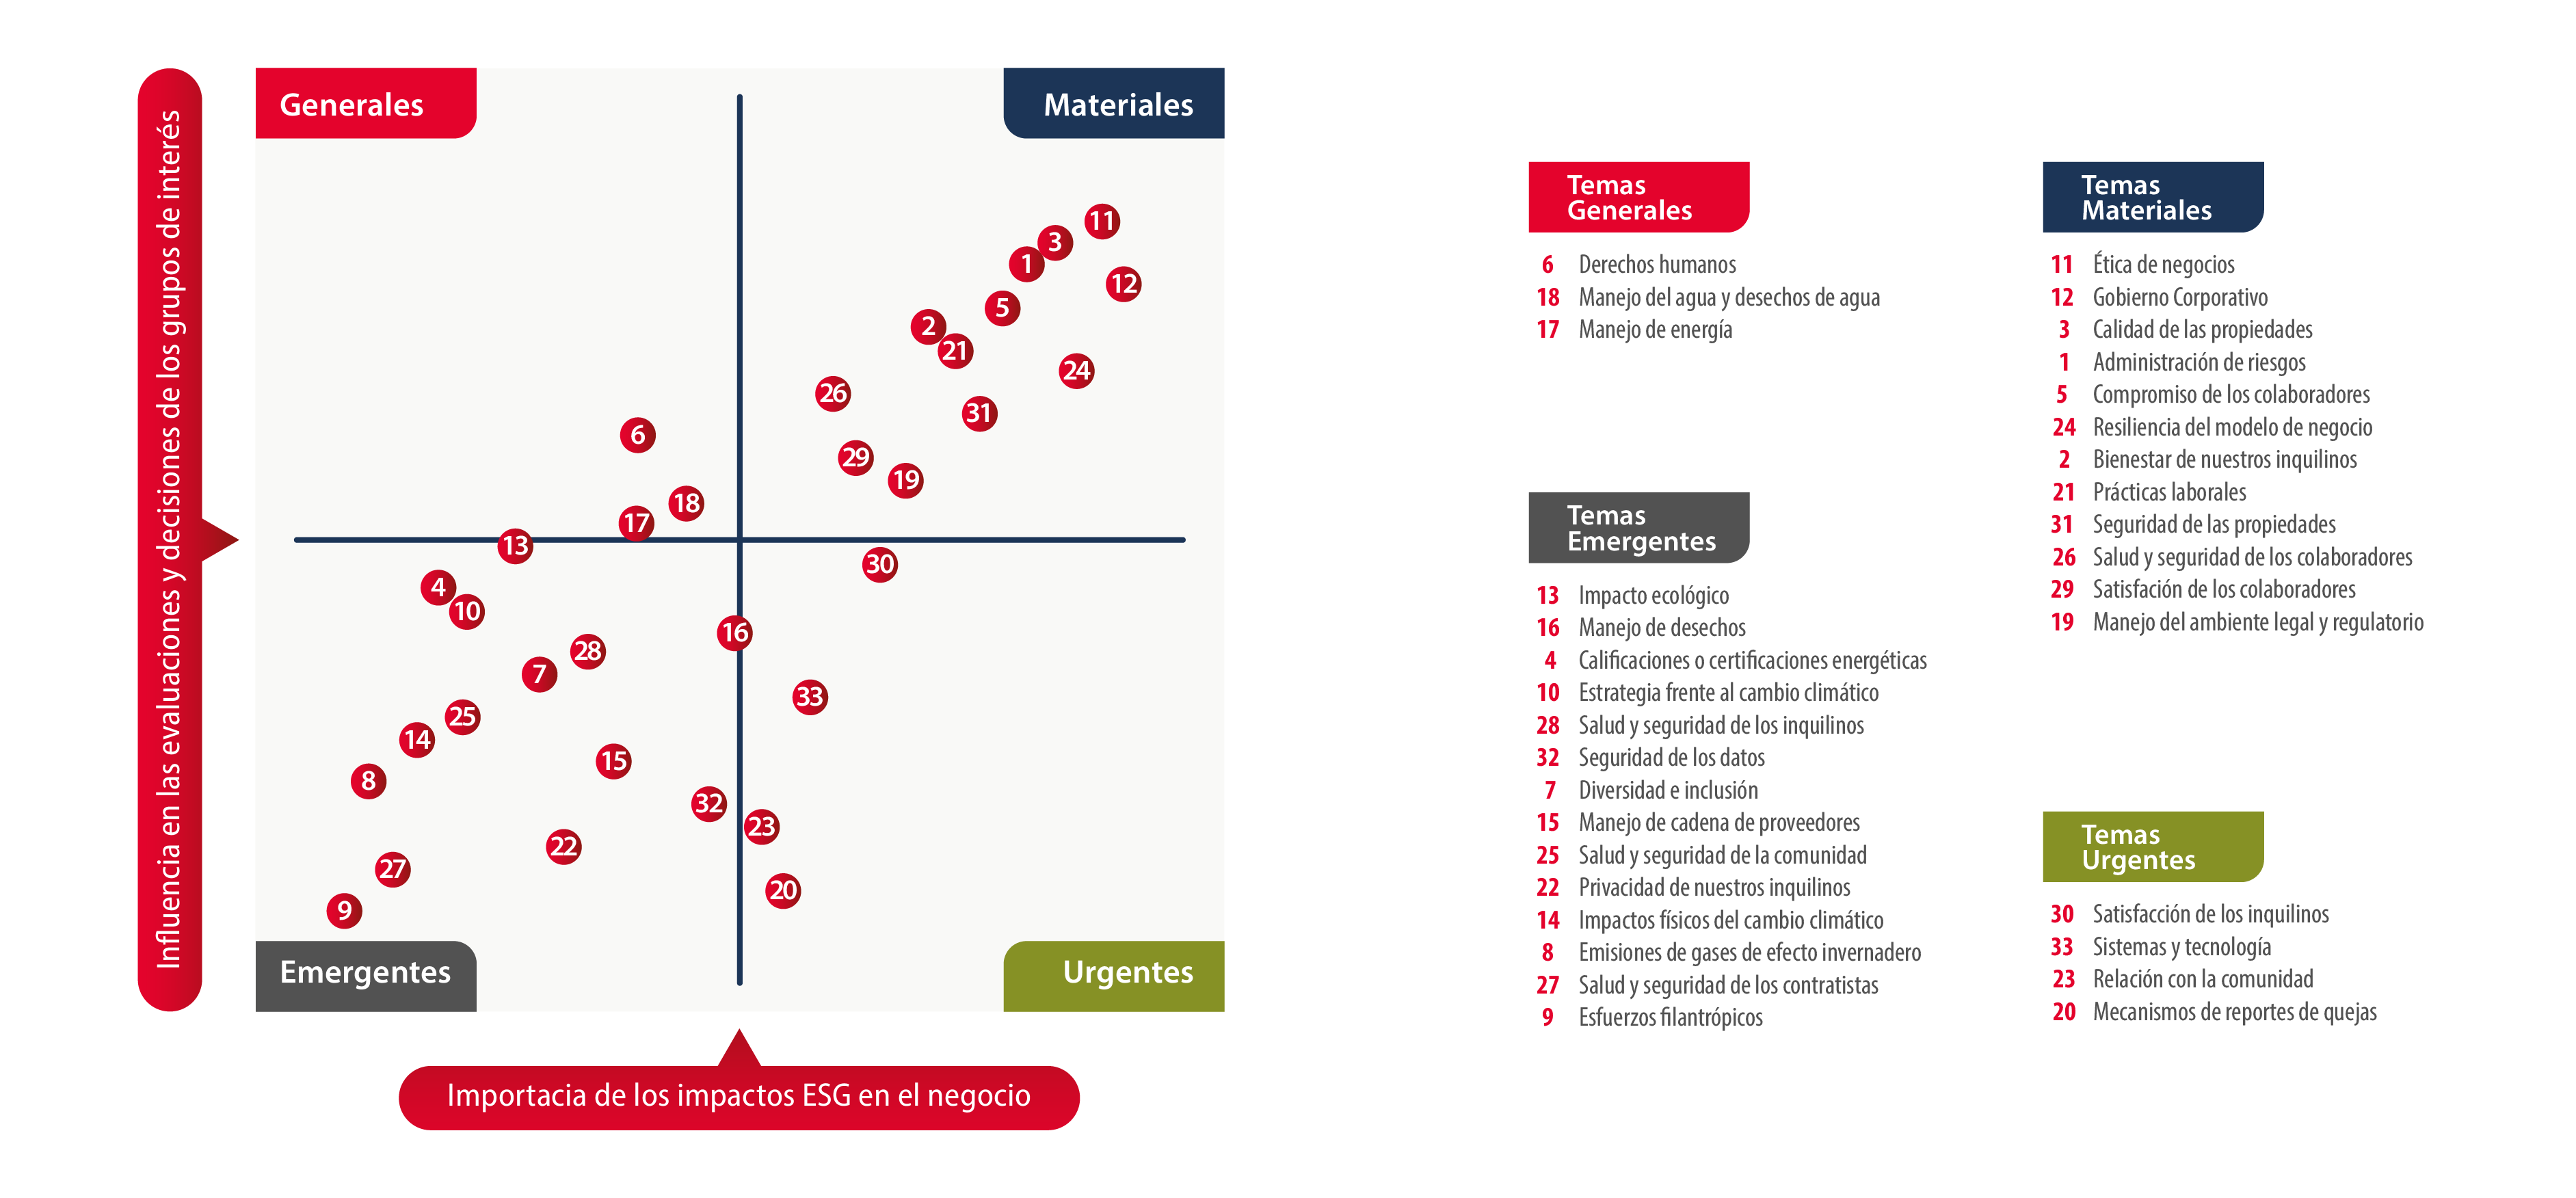 Influencia en las evaluaciones y decisiones de los grupos de interés
Generales
Materiales
11
3
1
12
5
2
21
24
26
31
6
29
19
18
17
13
30
4
10
16
28
7
33
25
14
15
8
32
23
22
27
20
9
Emergentes
Urgentes
Importacia de los impactos ESG en el negocio
Temas
Generales
6 Derechos humanos
18 Manejo del agua y desechos de agua
17 Manejo de energía
Temas
Emergentes
13 Impacto ecológico
16 Manejo de desechos
4 Calificaciones o certificaciones energéticas
10 Estrategia frente al cambio climático
28 Salud y seguridad de los inquilinos
32 Seguridad de los datos
7 Diversidad e inclusión
15 Manejo de cadena de proveedores
25 Salud y seguridad de la comunidad
22 Privacidad de nuestros inquilinos
14 Impactos físicos del cambio climático
8 Emisiones de gases de efecto invernadero
27 Salud y seguridad de los contratistas
9 Esfuerzos filantrópicos
Temas
Materiales
11 Ética de negocios
12 Gobierno Corporativo
3 Calidad de las propiedades
1 Administración de riesgos
5 Compromiso de los colaboradores
24 Resiliencia del modelo de negocio
2 Bienestar de nuestros inquilinos
21 Prácticas laborales
31 Seguridad de las propiedades
26 Salud y seguridad de los colaboradores
29 Satisfación de los colaboradores
19 Manejo del ambiente legal y regulatorio
Temas
Urgentes
30 Satisfacción de los inquilinos
33 Sistemas y tecnología
23 Relación con la comunidad
20 Mecanismos de reportes de quejas